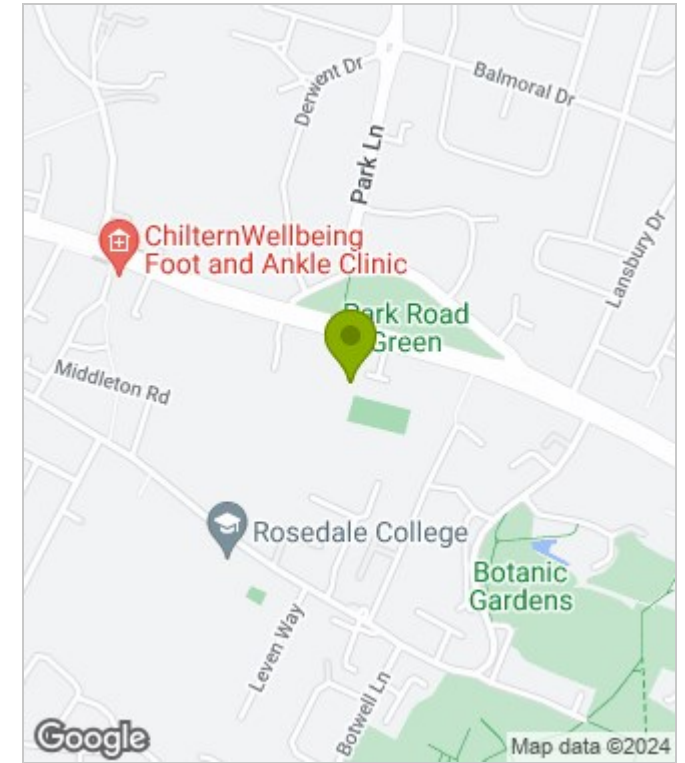 Derwent Dr
Balmoral Dr
Park Ln
Lansbury Dr
ChilternWellbeing
Foot and Ankle Clinic
Park Road
Green
Middleton Rd
Rosedale College
Botanic
Gardens
Leven Way
Botwell Ln
Google
Map data ©2024